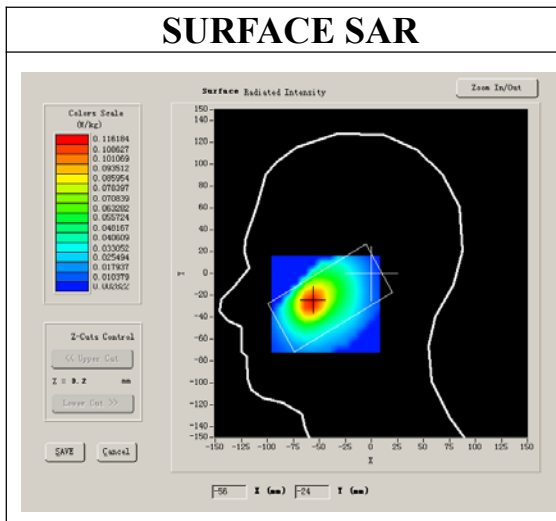 SURFACE SAR
Surface Radiated Intensity
Zoom In/Out
Colors Scale
(W/kg)
0.116184
0.108627
0.101069
0.093512
0.085954
0.078397
0.070839
0.063282
0.055724
0.048167
0.040609
0.033052
0.025494
0.017937
0.010379
150
140
120
100
80
60
40
20
0
-20
-40
-60
-80
-100
-120
-140
-150
Y
-150 -125 -100 -75 -50 -25 0 25 50 75 100 125 150
X
Z-Cuts Control
<< Upper Cut
Z = 3.2 mm
Lower Cut >>
SAVE Cancel
-56 X (mm) -24 Y (mm)